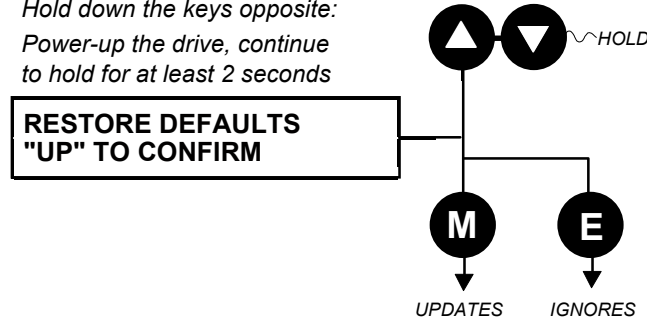 Hold down the keys opposite:
Power-up the drive, continue
to hold for at least 2 seconds
HOLD
RESTORE DEFAULTS
"UP" TO CONFIRM
M
E
UPDATES
IGNORES